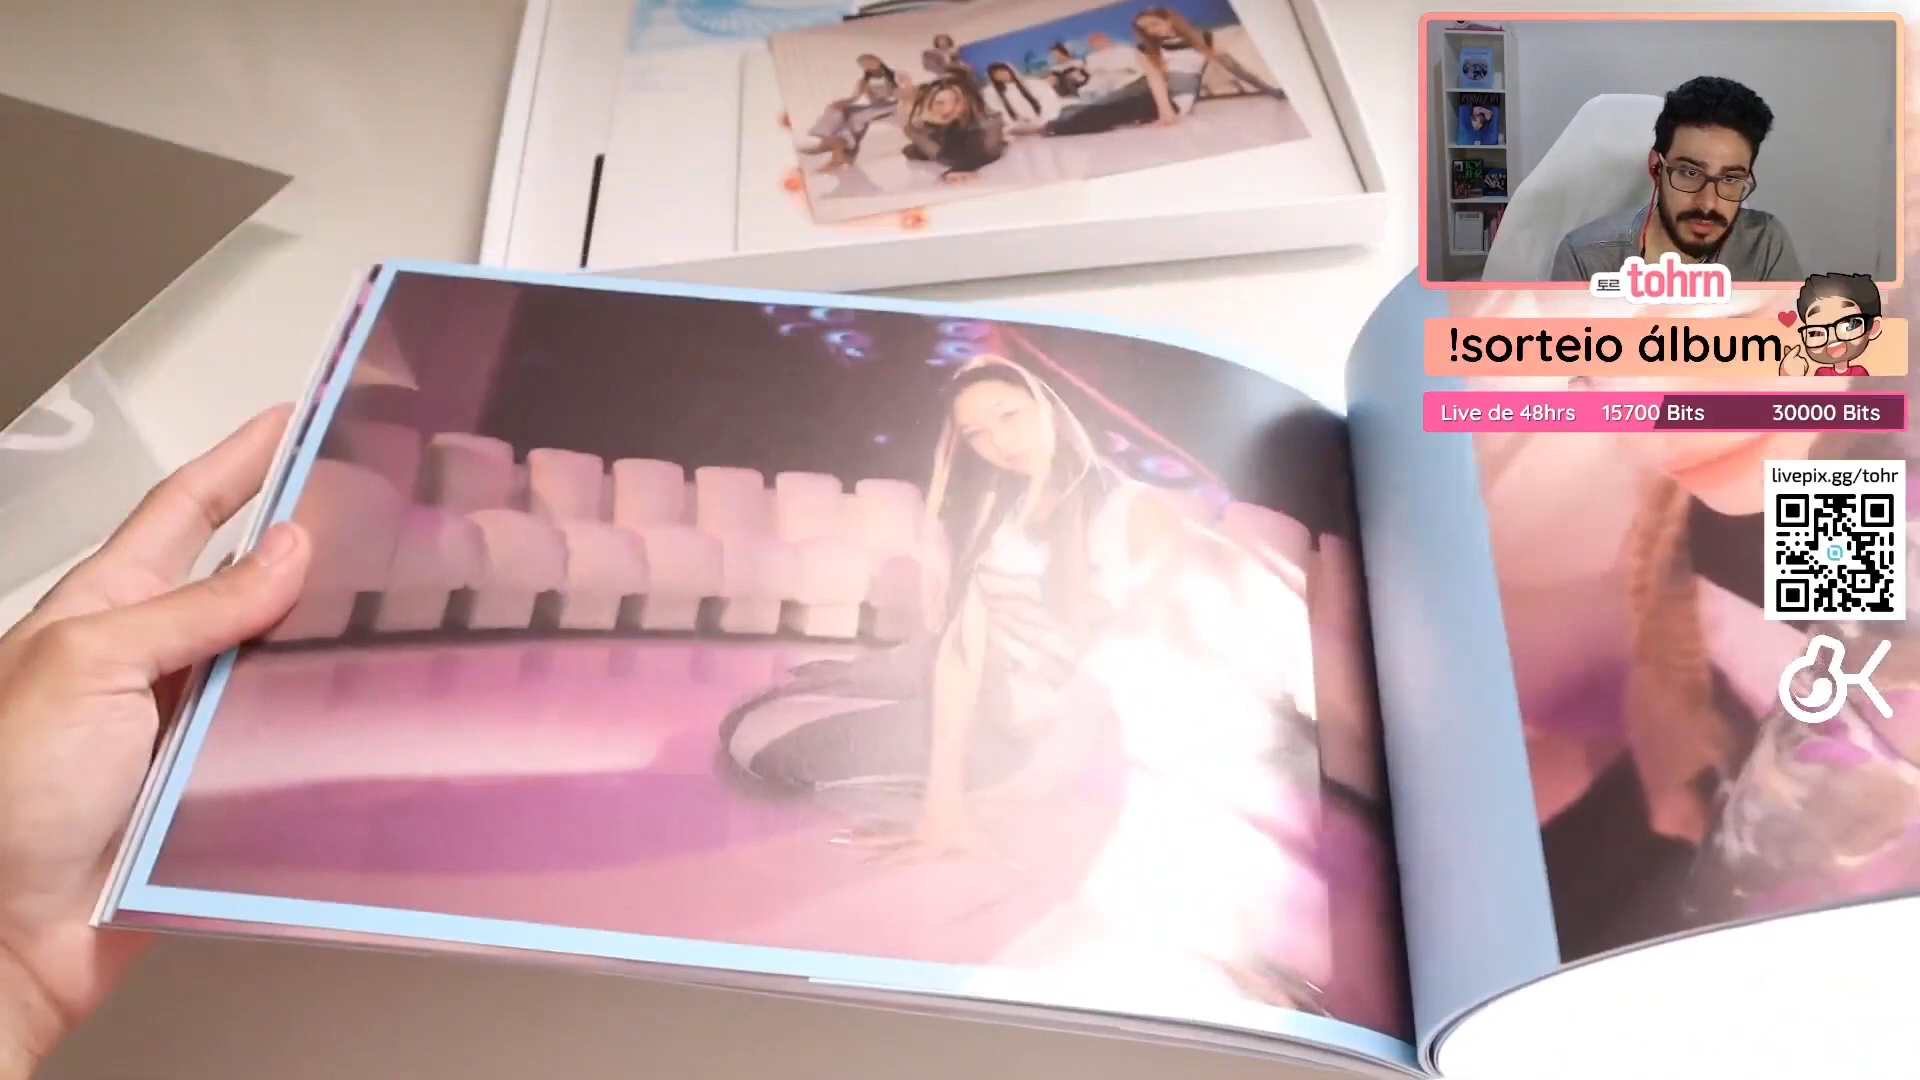 토르 tohrn
!sorteio álbum
Live de 48hrs 15700 Bits 30000 Bits
livepix.gg/tohr